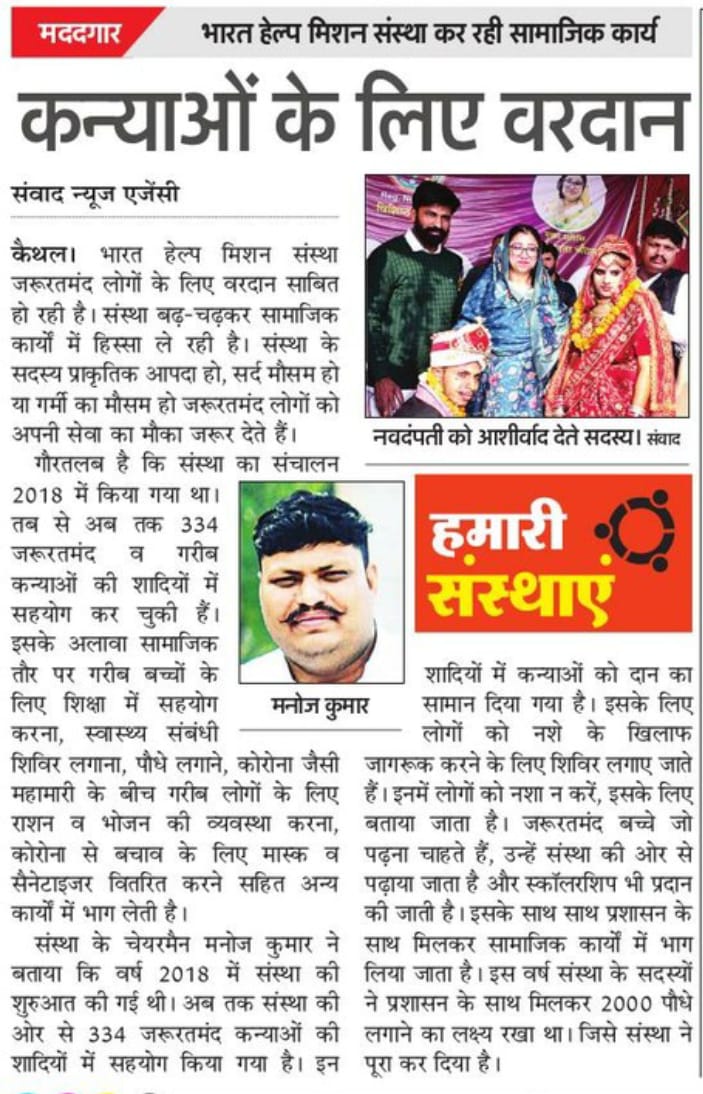 मददगार
भारत हेल्प मिशन संस्था कर रही सामाजिक कार्य
कन्याओं के लिए वरदान
संवाद न्यूज एजेंसी
कैथल। भारत हेल्प मिशन संस्था
जरूरतमंद लोगों के लिए वरदान साबित
हो रही है। संस्था बढ़-चढ़कर सामाजिक
कार्यों में हिस्सा ले रही है। संस्था के
सदस्य प्राकृतिक आपदा हो, सर्द मौसम हो
या गर्मी का मौसम हो जरूरतमंद लोगों को
अपनी सेवा का मौका जरूर देते हैं।
गौरतलब है कि संस्था का संचालन
2018 में किया गया था।
तब से अब तक 334
जरूरतमंद व गरीब
कन्याओं की शादियों में
सहयोग कर चुकी हैं।
इसके अलावा सामाजिक
तौर पर गरीब बच्चों के
लिए शिक्षा में सहयोग
करना, स्वास्थ्य संबंधी
शिविर लगाना, पौधे लगाने, कोरोना जैसी
महामारी के बीच गरीब लोगों के लिए
राशन व भोजन की व्यवस्था करना,
कोरोना से बचाव के लिए मास्क व
सैनेटाइजर वितरित करने सहित अन्य
कार्यों में भाग लेती है।
संस्था के चेयरमैन मनोज कुमार ने
बताया कि वर्ष 2018 में संस्था की
शुरुआत की गई थी। अब तक संस्था की
ओर से 334 जरूरतमंद कन्याओं की
शादियों में सहयोग किया गया है। इन
Reg. No
नवदंपती को आशीर्वाद देते सदस्य। संवाद
मनोज कुमार
हमारी
संस्थाएं
शादियों में कन्याओं को दान का
सामान दिया गया है। इसके लिए
लोगों को नशे के खिलाफ
जागरूक करने के लिए शिविर लगाए जाते
हैं। इनमें लोगों को नशा न करें, इसके लिए
बताया जाता है। जरूरतमंद बच्चे जो
पढ़ना चाहते हैं, उन्हें संस्था की ओर से
पढ़ाया जाता है और स्कॉलरशिप भी प्रदान
की जाती है। इसके साथ साथ प्रशासन के
साथ मिलकर सामाजिक कार्यों में भाग
लिया जाता है। इस वर्ष संस्था के सदस्यों
ने प्रशासन के साथ मिलकर 2000 पौधे
लगाने का लक्ष्य रखा था। जिसे संस्था ने
पूरा कर दिया है।